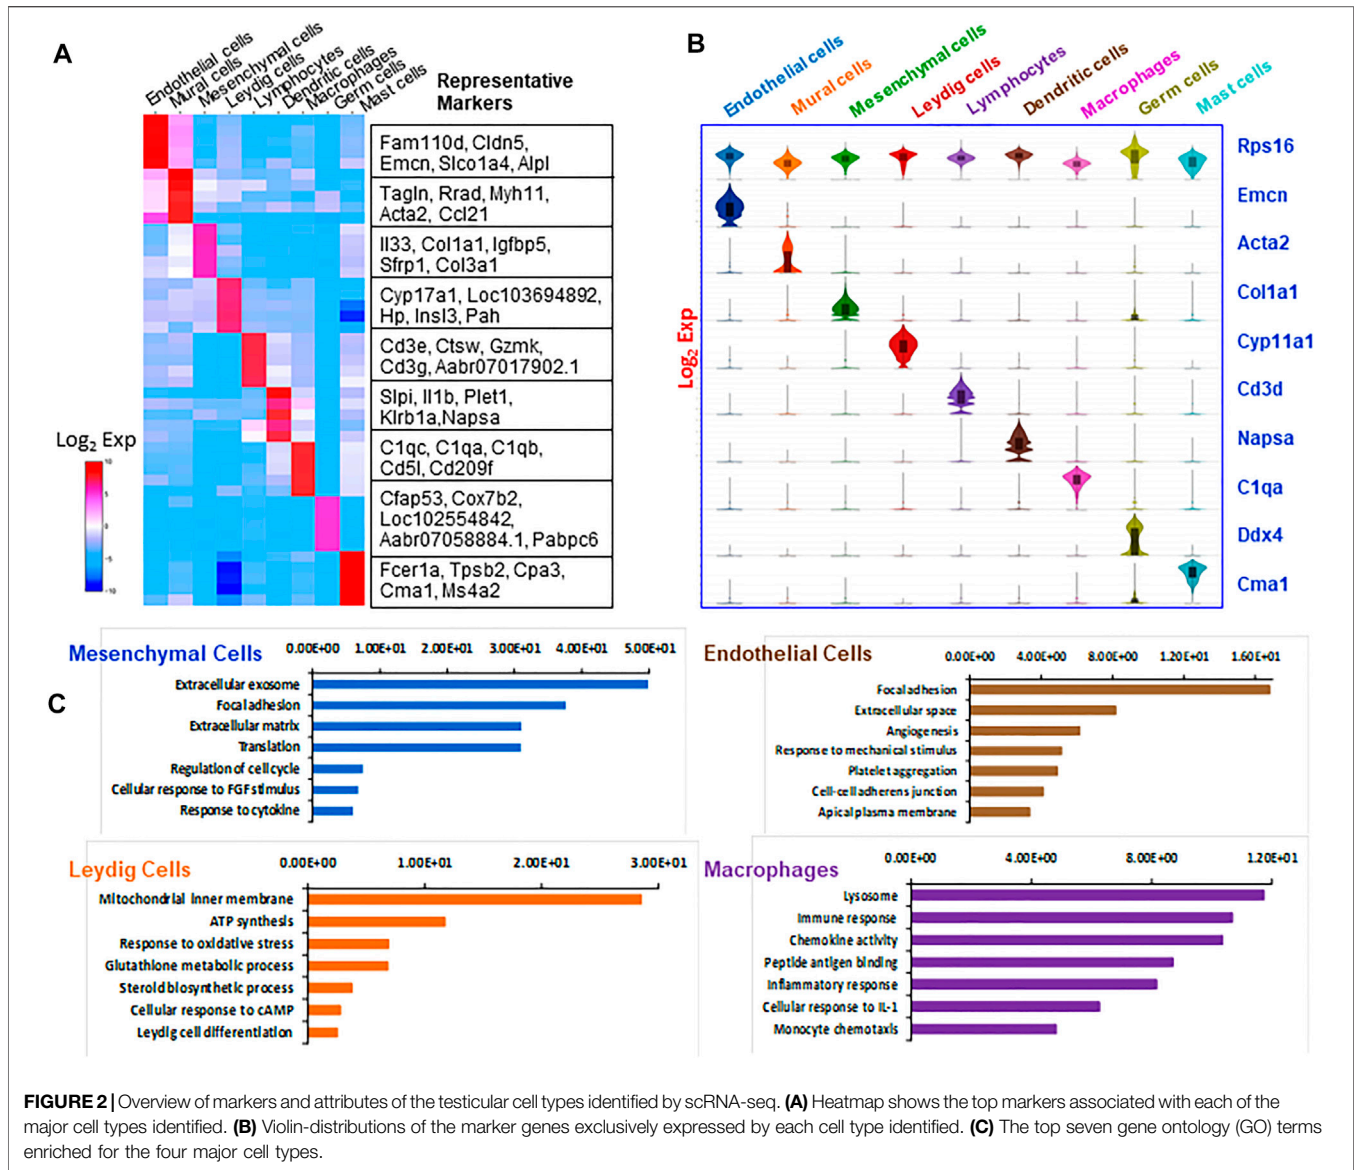 A
Endothelial cells
Mural cells
Mesenchymal cells
Leydig cells
Lymphocytes
Dendritic cells
Macrophages
Germ cells
Mast cells
Representative
Markers
Fam110d, Cldn5,
Emcn, Slco1a4, Alpl
Tagln, Rrad, Myh11,
Acta2, Ccl21
Il33, Col1a1, Igfbp5,
Sfrp1, Col3a1
Cyp17a1, Loc103694892,
Hp, Insl3, Pah
Cd3e, Ctsw, Gzmk,
Cd3g, Aabr07017902.1
Slpi, Il1b, Plet1,
Klrb1a,Napsa
C1qc, C1qa, C1qb,
Cd5l, Cd209f
Cfap53, Cox7b2,
Loc102554842,
Aabr07058884.1, Pabpc6
Fcer1a, Tpsb2, Cpa3,
Cma1, Ms4a2
Log2 Exp
10
5
0
-5
-10
B
Endothelial cells
Mural cells
Mesenchymal cells
Leydig cells
Lymphocytes
Dendritic cells
Macrophages
Germ cells
Mast cells
Log2 Exp
Rps16
Emcn
Acta2
Col1a1
Cyp11a1
Cd3d
Napsa
C1qa
Ddx4
Cma1
C
Mesenchymal Cells
0.00E+00 1.00E+01 2.00E+01 3.00E+01 4.00E+01 5.00E+01
Extracellular exosome
Focal adhesion
Extracellular matrix
Translation
Regulation of cell cycle
Cellular response to FGF stimulus
Response to cytokine
Endothelial Cells
0.00E+00 4.00E+00 8.00E+00 1.20E+01 1.60E+01
Focal adhesion
Extracellular space
Angiogenesis
Response to mechanical stimulus
Platelet aggregation
Cell-cell adherens junction
Apical plasma membrane
Leydig Cells
0.00E+00 1.00E+01 2.00E+01 3.00E+01
Mitochondrial inner membrane
ATP synthesis
Response to oxidative stress
Glutathione metabolic process
Steroid biosynthetic process
Cellular response to cAMP
Leydig cell differentiation
Macrophages
0.00E+00 4.00E+00 8.00E+00 1.20E+01
Lysosome
Immune response
Chemokine activity
Peptide antigen binding
Inflammatory response
Cellular response to IL-1
Monocyte chemotaxis
FIGURE 2 | Overview of markers and attributes of the testicular cell types identified by scRNA-seq. (A) Heatmap shows the top markers associated with each of the
major cell types identified. (B) Violin-distributions of the marker genes exclusively expressed by each cell type identified. (C) The top seven gene ontology (GO) terms
enriched for the four major cell types.